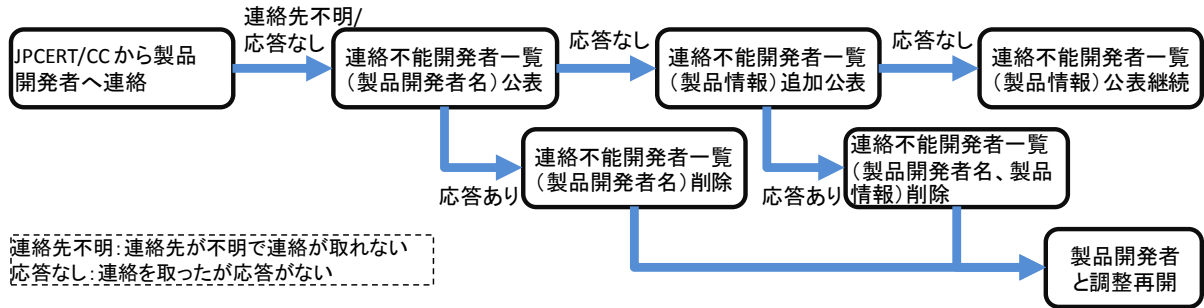 連絡先不明/
応答なし
JPCERT/CCから製品
開発者へ連絡
連絡不能開発者一覧
（製品開発者名）公表
応答なし
連絡不能開発者一覧
（製品情報）追加公表
応答なし
連絡不能開発者一覧
（製品情報）公表継続
応答あり
連絡不能開発者一覧
（製品開発者名）削除
応答あり
連絡不能開発者一覧
（製品開発者名、製品
情報）削除
連絡先不明：連絡先が不明で連絡が取れない
応答なし：連絡を取ったが応答がない
製品開発者
と調整再開